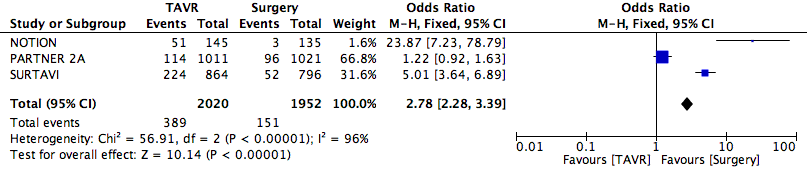 TAVR Surgery Odds Ratio Odds Ratio
Study or Subgroup Events Total Events Total Weight M-H, Fixed, 95% CI M-H, Fixed, 95% CI
NOTION 51 145 3 135 1.6% 23.87 [7.23, 78.79]
PARTNER 2A 114 1011 96 1021 66.8% 1.22 [0.92, 1.63]
SURTAVI 224 864 52 796 31.6% 5.01 [3.64, 6.89]
Total (95% CI) 2020 1952 100.0% 2.78 [2.28, 3.39]
Total events 389 151
Heterogeneity: Chi² = 56.91, df = 2 (P < 0.00001); I² = 96%
Test for overall effect: Z = 10.14 (P < 0.00001)
0.01 0.1 1 10 100
Favours [TAVR] Favours [Surgery]